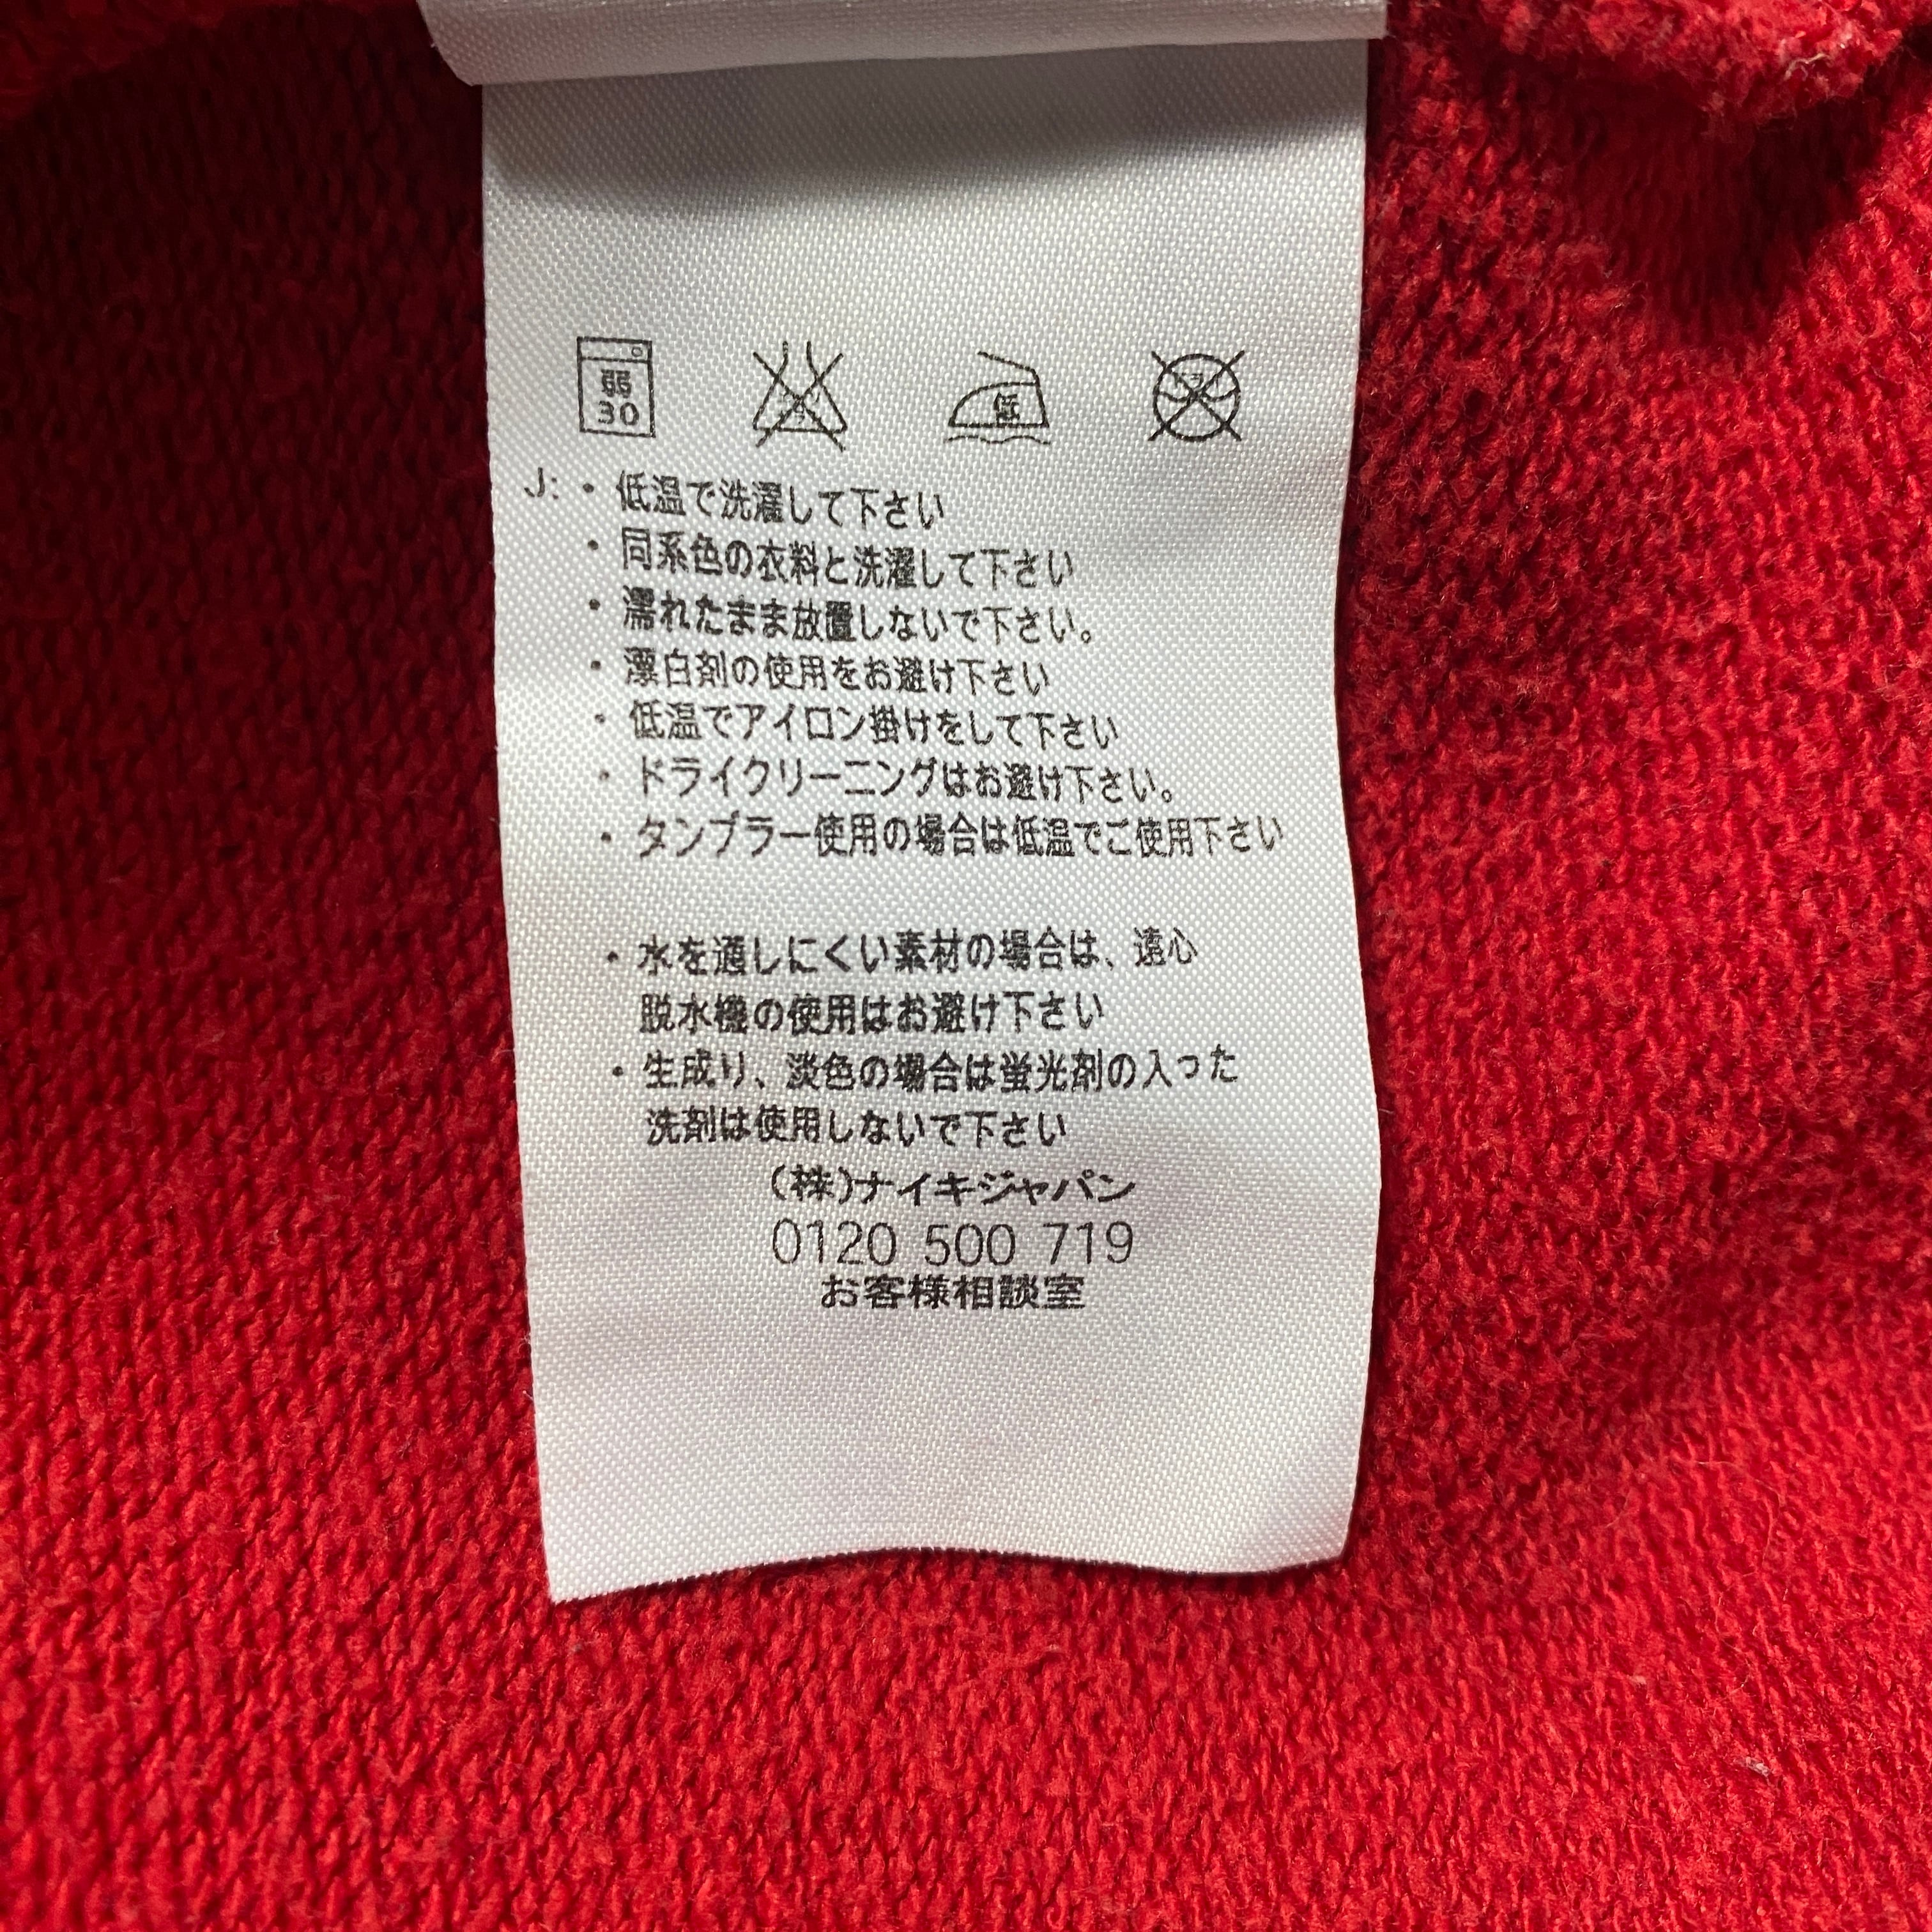 弱
30
低
ドライ
J: ・ 低温で洗濯して下さい
・ 同系色の衣料と洗濯して下さい
・ 濡れたまま放置しないで下さい。
・ 漂白剤の使用をお避け下さい
・ 低温でアイロン掛けをして下さい
・ ドライクリーニングはお避け下さい。
・ タンブラー使用の場合は低温でご使用下さい
・ 水を通しにくい素材の場合は、遠心
脱水機の使用はお避け下さい
・ 生成り、淡色の場合は蛍光剤の入った
洗剤は使用しないで下さい
(株)ナイキジャパン
0120 500 719
お客様相談室